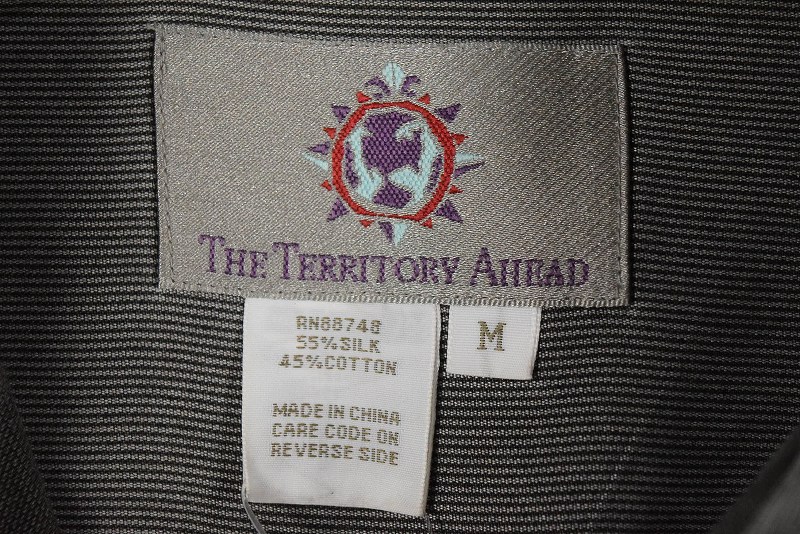 THE TERRITORY AHEAD
RN88748
55%SILK
45%COTTON
M
MADE IN CHINA
CARE CODE ON
REVERSE SIDE